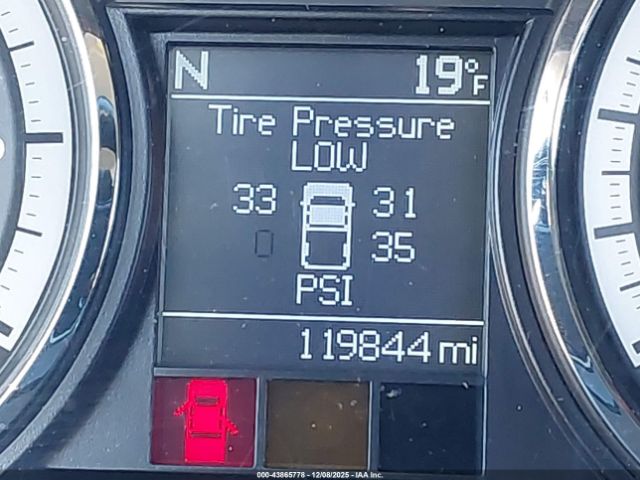 N 19°F
Tire Pressure
LOW
33 31
0 35
PSI
119844 mi
000-43865778 - 12/08/2025 - IAA Inc.